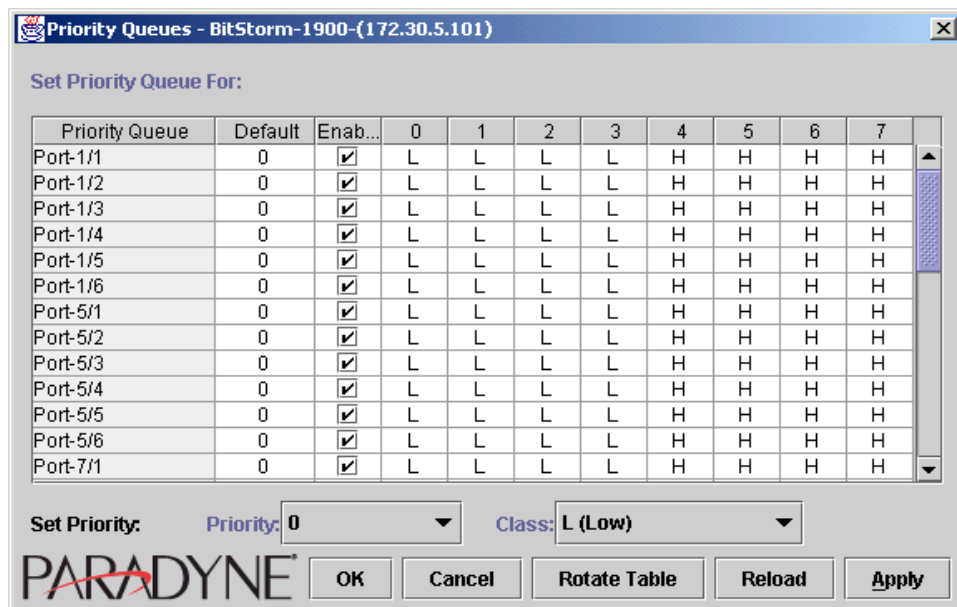 Priority Queues - BitStorm-1900-(172.30.5.101)
Set Priority Queue For:
Priority Queue Default Enab... 0 1 2 3 4 5 6 7
Port-1/1 0 L L L L H H H H
Port-1/2 0 L L L L H H H H
Port-1/3 0 L L L L H H H H
Port-1/4 0 L L L L H H H H
Port-1/5 0 L L L L H H H H
Port-1/6 0 L L L L H H H H
Port-5/1 0 L L L L H H H H
Port-5/2 0 L L L L H H H H
Port-5/3 0 L L L L H H H H
Port-5/4 0 L L L L H H H H
Port-5/5 0 L L L L H H H H
Port-5/6 0 L L L L H H H H
Port-7/1 0 L L L L H H H H
Set Priority: Priority: 0 Class: L (Low)
PARADYNE OK Cancel Rotate Table Reload Apply